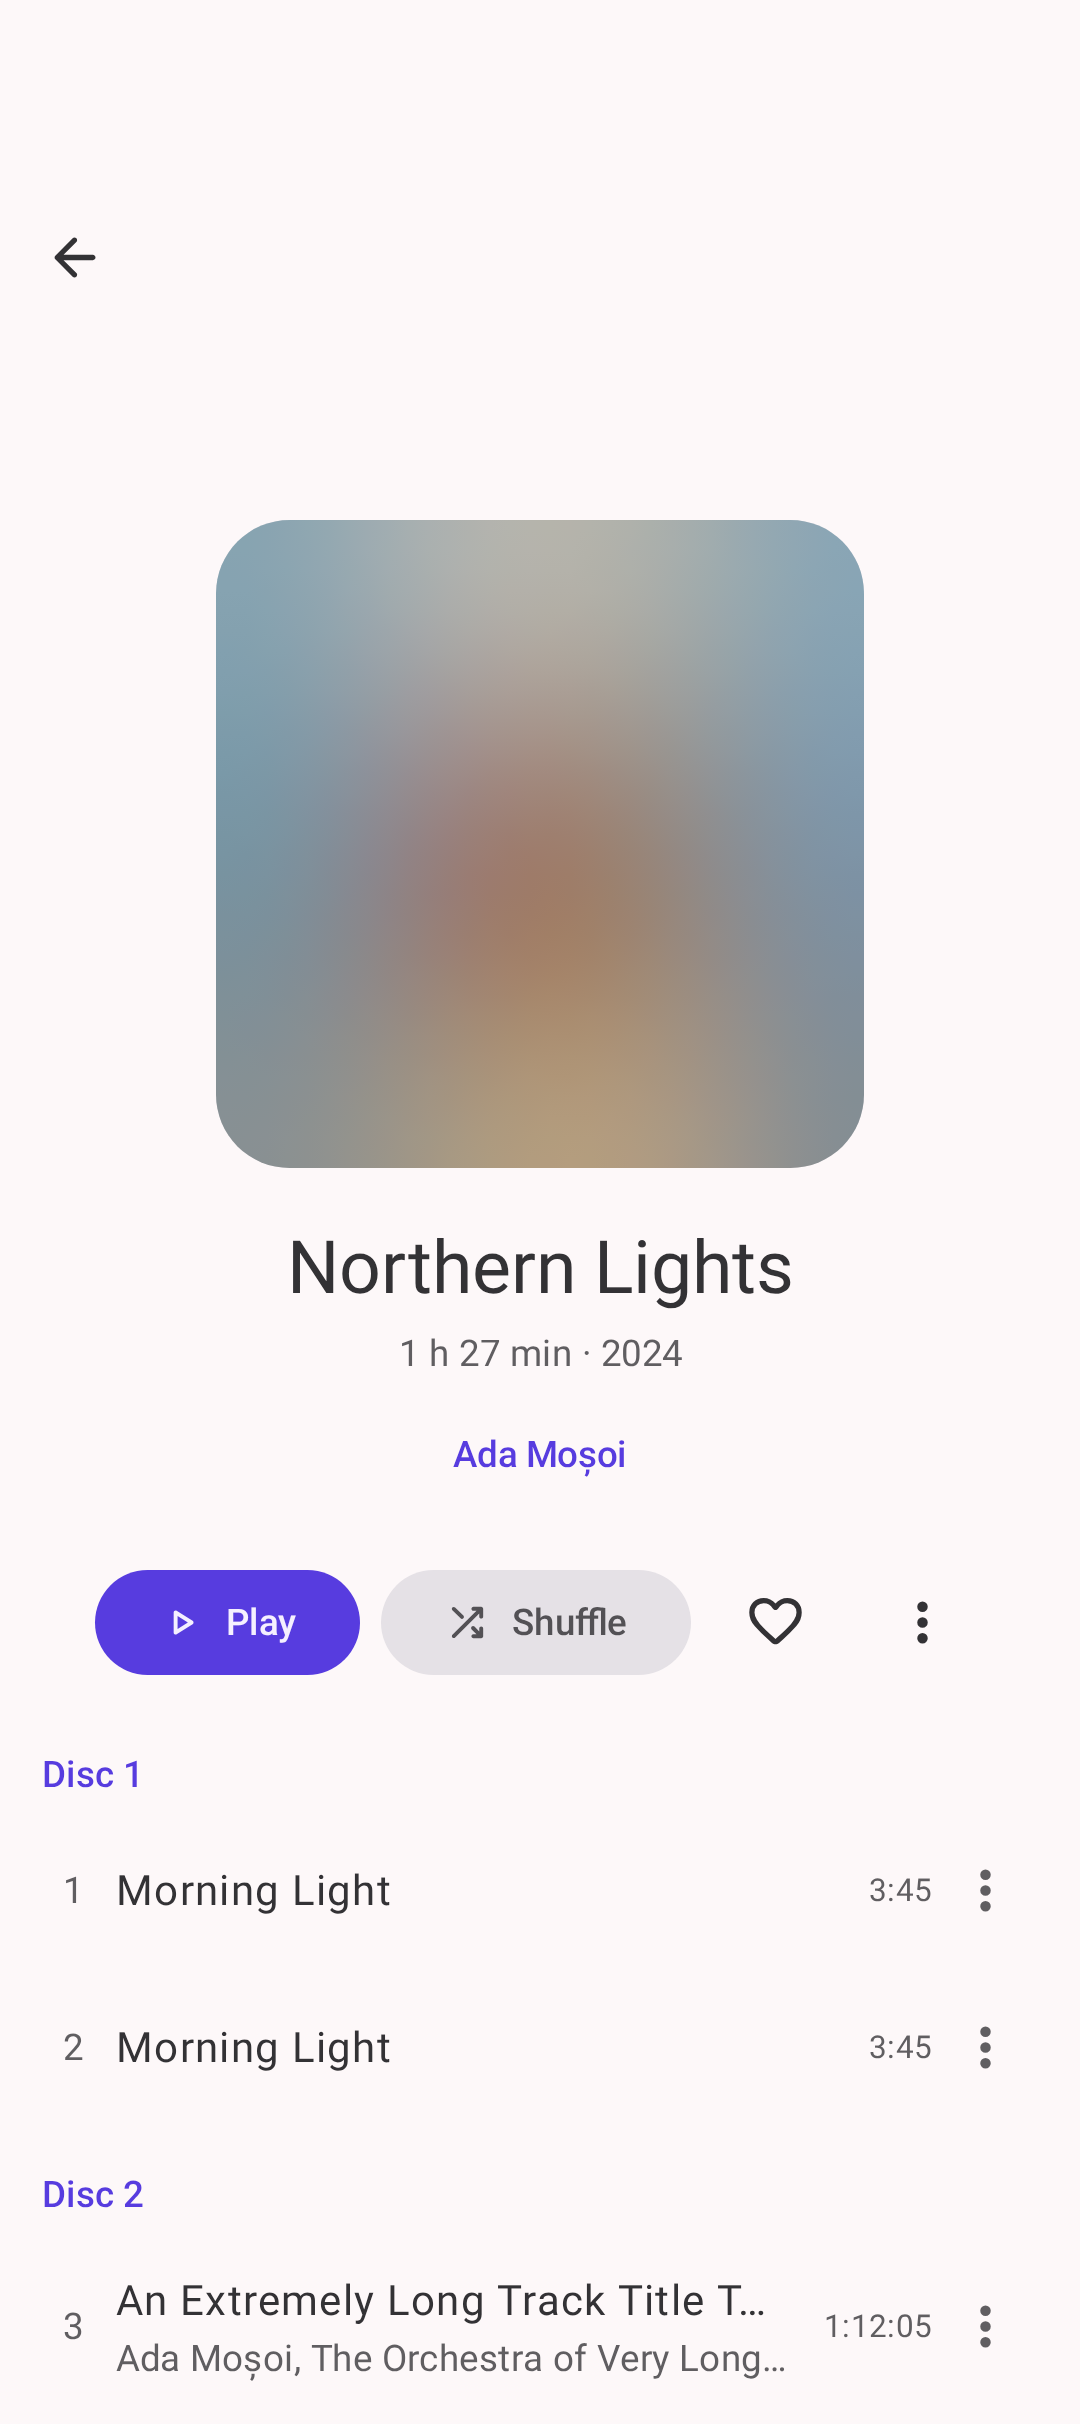 Northern Lights
1 h 27 min · 2024
Ada Moșoi
Play
Shuffle
Disc 1
1 Morning Light 3:45
2 Morning Light 3:45
Disc 2
An Extremely Long Track Title T…
3 1:12:05
Ada Moșoi, The Orchestra of Very Long…